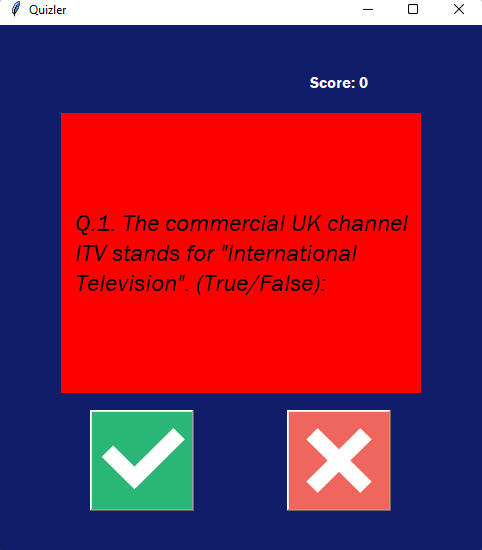 Quizler
Score: 0
Q.1. The commercial UK channel
ITV stands for "International
Television". (True/False):